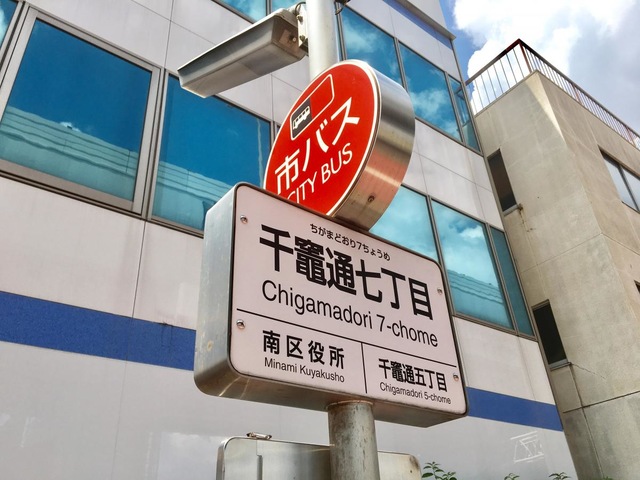 市バス
CITY BUS
ちがまどおり7ちょうめ
千竈通七丁目
Chigamadori 7-chome
南区役所
Minami Kuyakusho
千竈通五丁目
Chigamadori 5-chome